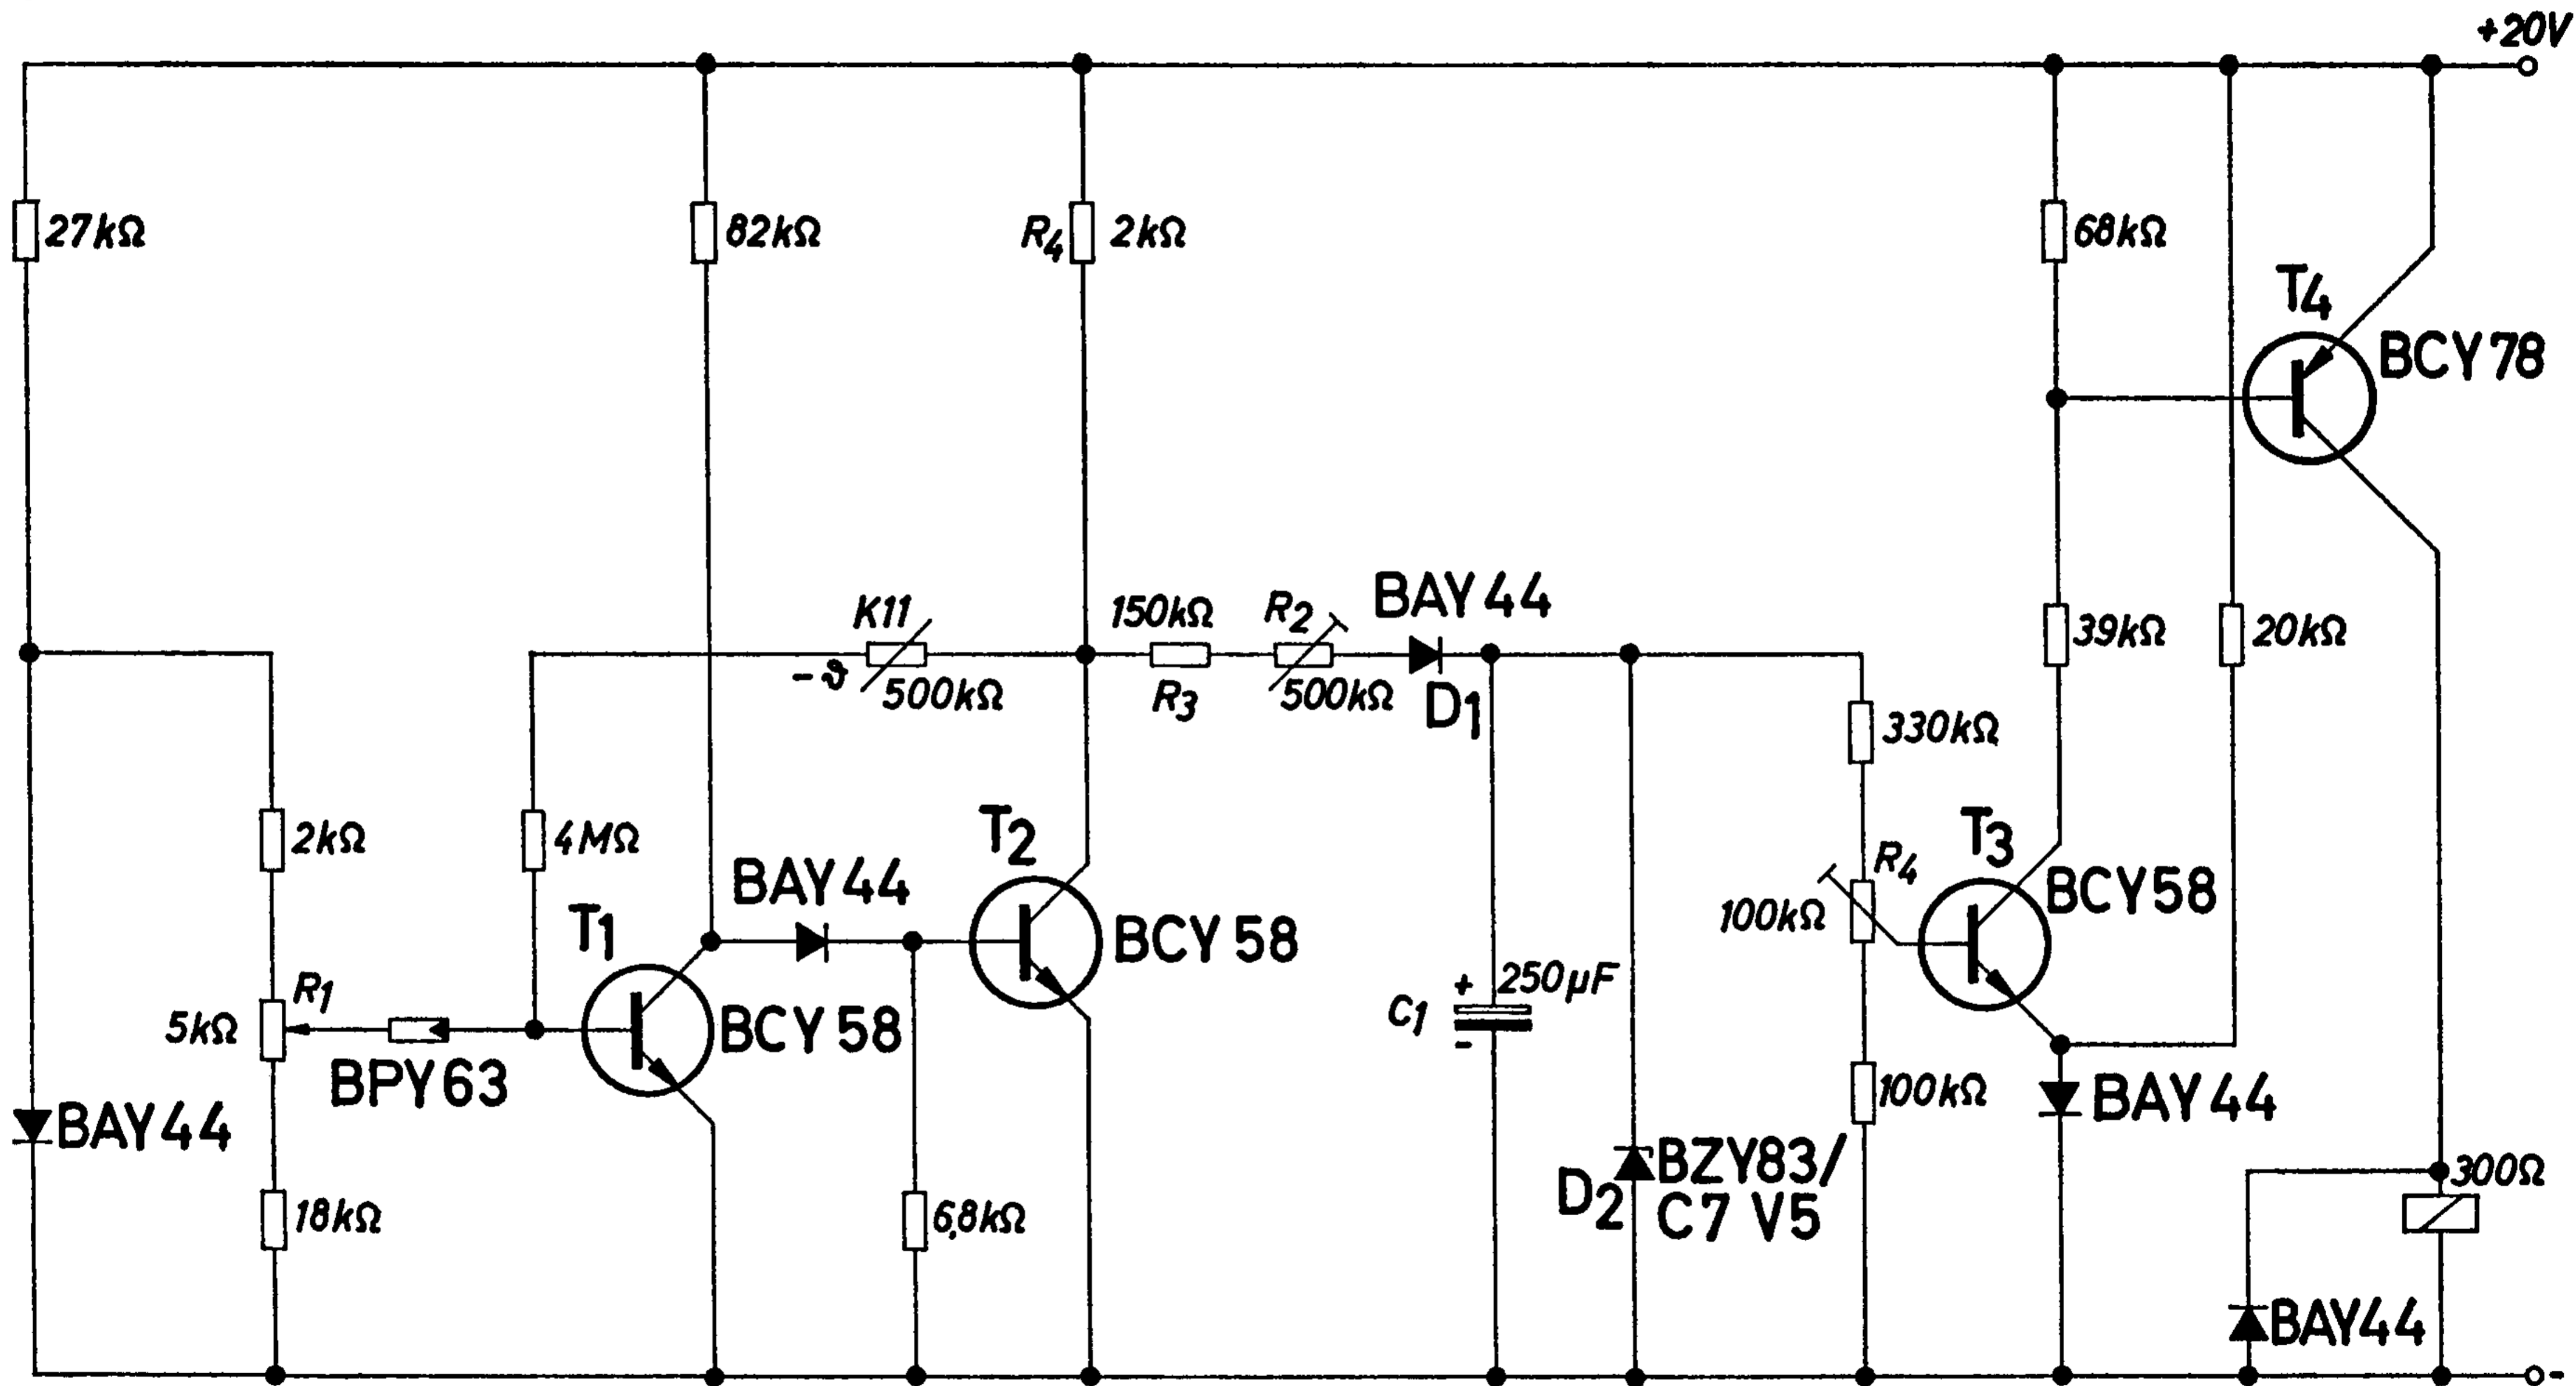 +20V
27kΩ
82kΩ
R4 2kΩ
68kΩ
T4
BCY78
K11
-ϑ
500kΩ
150kΩ
R3
R2
500kΩ
BAY44
D1
39kΩ
20kΩ
330kΩ
2kΩ
4MΩ
T2
BAY44
BCY58
T1
BCY58
R1
5kΩ
BPY63
R4
100kΩ
T3
BCY58
C1
+
250µF
-
BAY44
100kΩ
BAY44
D2
BZY83/
C7 V5
18kΩ
6,8kΩ
300Ω
BAY44
-